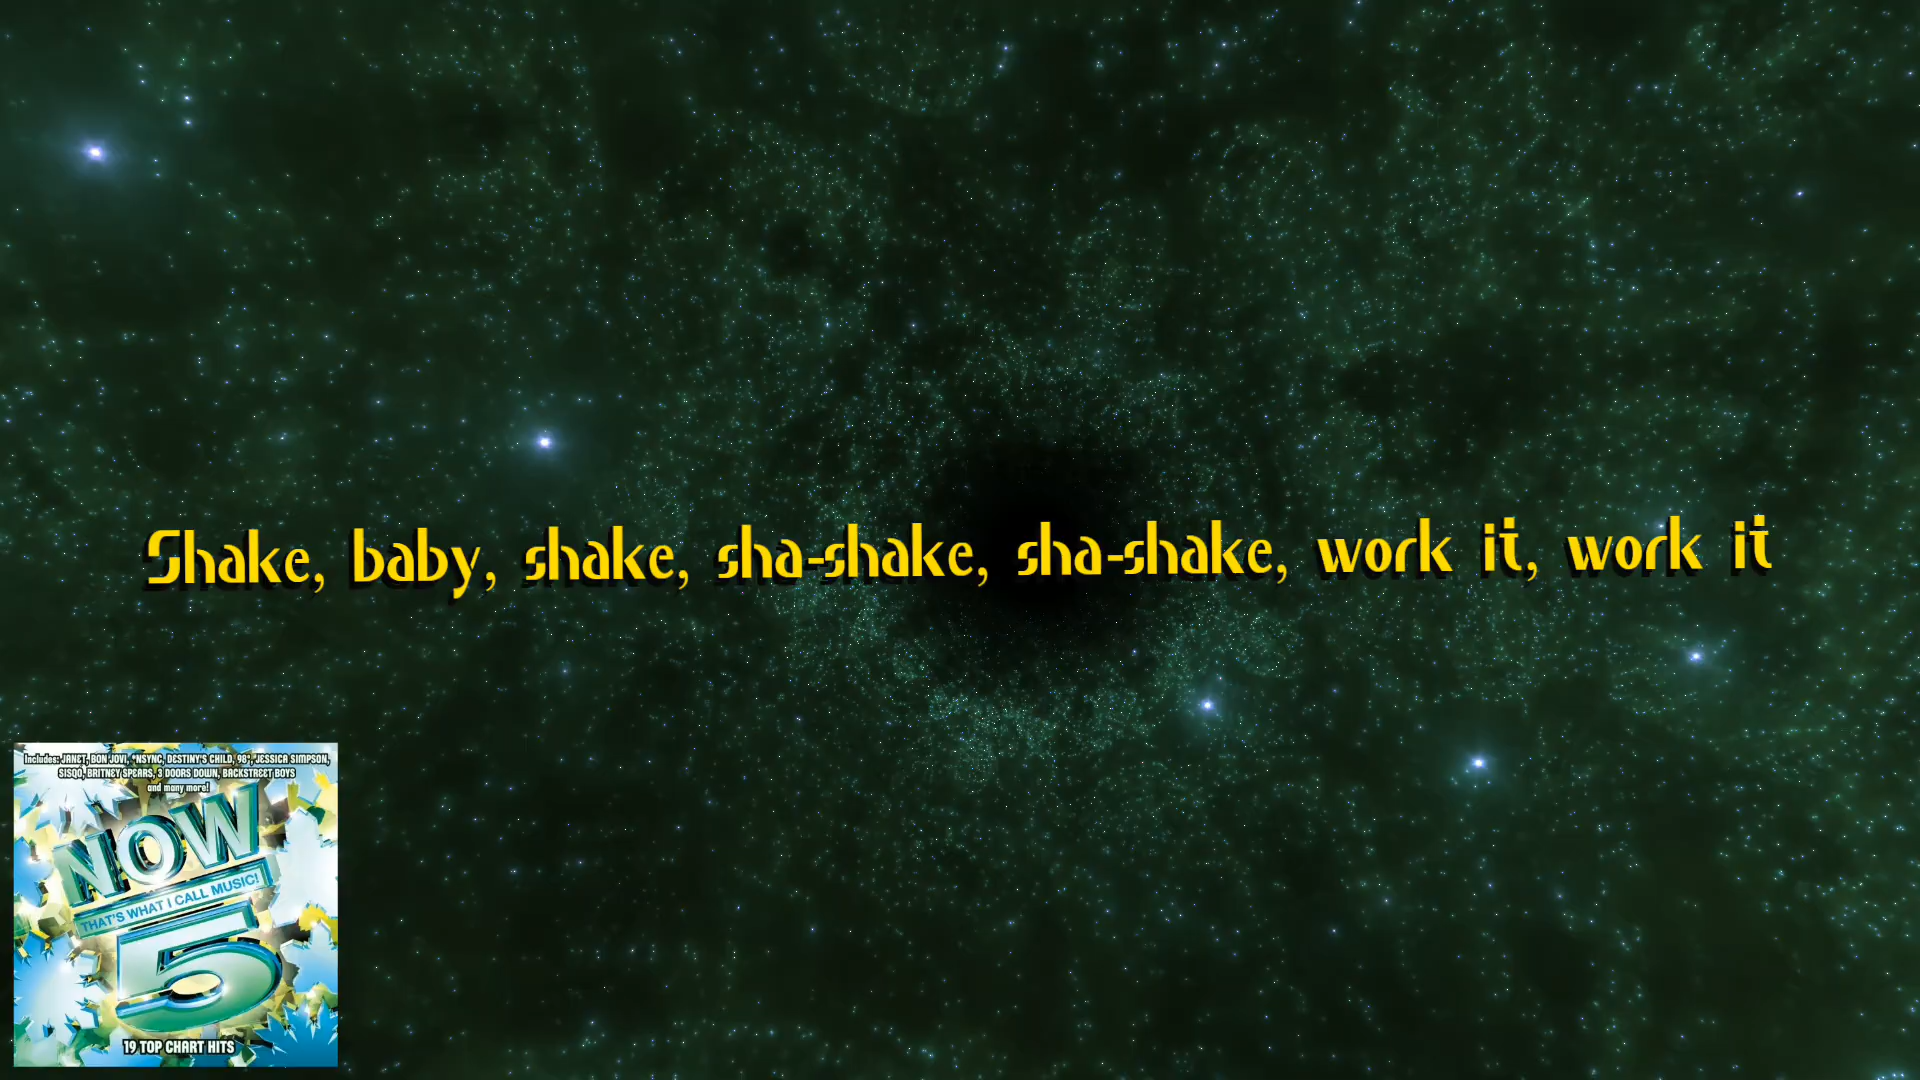 Shake, baby, shake, sha-shake, sha-shake, work it, work it
Includes: JANET, BON JOVI, *NSYNC, DESTINY'S CHILD, 98°, JESSICA SIMPSON,
SISQO, BRITNEY SPEARS, 3 DOORS DOWN, BACKSTREET BOYS
and many more!
NOW
THAT'S WHAT I CALL MUSIC!
5
19 TOP CHART HITS